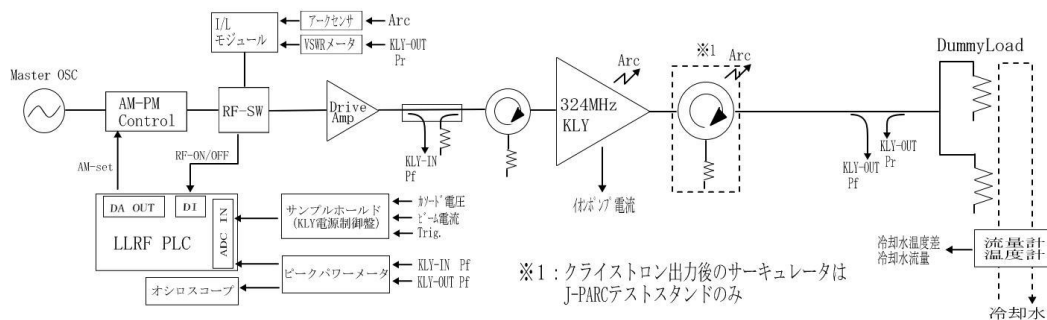 I/L
モジュール
アークセンサ
Arc
VSWRメータ
KLY-OUT
Pr
Master OSC
AM-PM
Control
RF-SW
Drive
Amp
KLY-IN
Pf
324MHz
KLY
Arc
※1
Arc
DummyLoad
KLY-OUT
Pf
KLY-OUT
Pr
イオンポンプ電流
AM-set
RF-ON/OFF
DA OUT
DI
ADC IN
LLRF PLC
サンプルホールド
(KLY電源制御盤)
カソード電圧
ビーム電流
Trig.
ピークパワーメータ
KLY-IN Pf
KLY-OUT Pf
オシロスコープ
冷却水温度差
冷却水流量
流量計
温度計
冷却水
※1：クライストロン出力後のサーキュレータは
J-PARCテストスタンドのみ